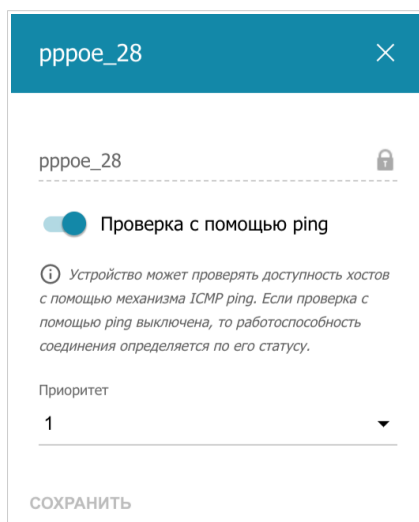 pppoe_28
pppoe_28
Проверка с помощью ping
Устройство может проверять доступность хостов
с помощью механизма ICMP ping. Если проверка с
помощью ping выключена, то работоспособность
соединения определяется по его статусу.
Приоритет
1
СОХРАНИТЬ